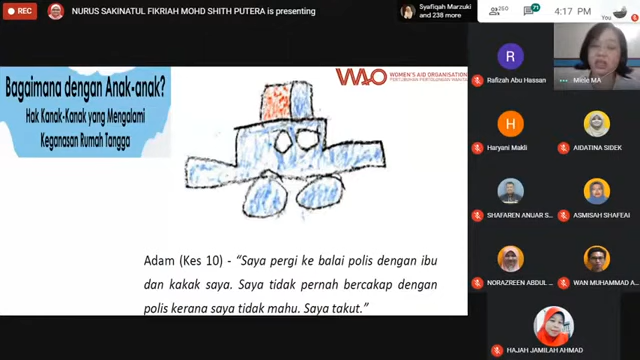 REC
NURUS SAKINATUL FIKRIAH MOHD SHITH PUTERA is presenting
Syafiqah Marzuki
and 238 more
250
71
4:17 PM
You
Bagaimana dengan Anak-anak?
Hak Kanak-Kanak yang Mengalami
Keganasan Rumah Tangga
WAO
WOMEN'S AID ORGANISATION
PERTUBUHAN PERTOLONGAN WANITA
Adam (Kes 10) - “Saya pergi ke balai polis dengan ibu
dan kakak saya. Saya tidak pernah bercakap dengan
polis kerana saya tidak mahu. Saya takut.”
R
Rafizah Abu Hassan
H
Haryani Makli
AIDATINA SIDEK
SHAFAREN ANUAR S...
ASMISAH SHAFEAI
NORAZREEN ABDUL ...
WAN MUHAMMAD A...
HAJAH JAMILAH AHMAD